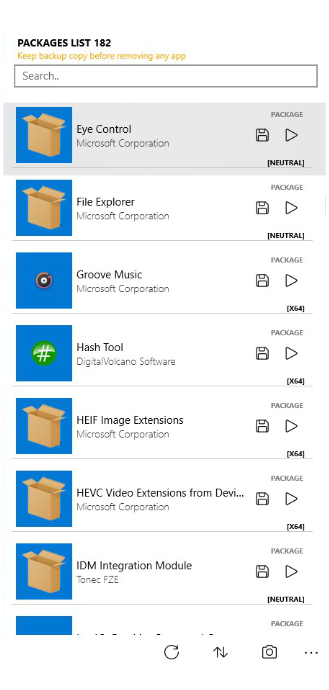 PACKAGES LIST 182
Keep backup copy before removing any app
Search..
PACKAGE
Eye Control
Microsoft Corporation
[NEUTRAL]
PACKAGE
File Explorer
Microsoft Corporation
[NEUTRAL]
PACKAGE
Groove Music
Microsoft Corporation
[X64]
PACKAGE
Hash Tool
DigitalVolcano Software
[X64]
PACKAGE
HEIF Image Extensions
Microsoft Corporation
[X64]
PACKAGE
HEVC Video Extensions from Devi...
Microsoft Corporation
[X64]
PACKAGE
IDM Integration Module
Tonec FZE
[NEUTRAL]
PACKAGE